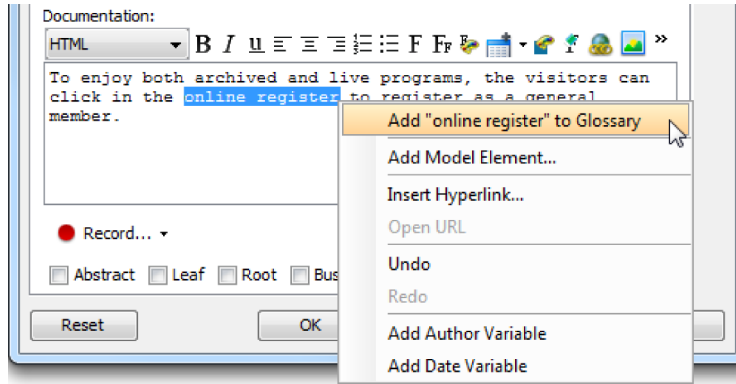 Documentation:
HTML B I U F FF »
To enjoy both archived and live programs, the visitors can
click in the online register to register as a general
member.
Add "online register" to Glossary
Add Model Element...
Insert Hyperlink...
Open URL
Record...
Undo
Abstract Leaf Root Bus
Redo
Reset OK
Add Author Variable
Add Date Variable